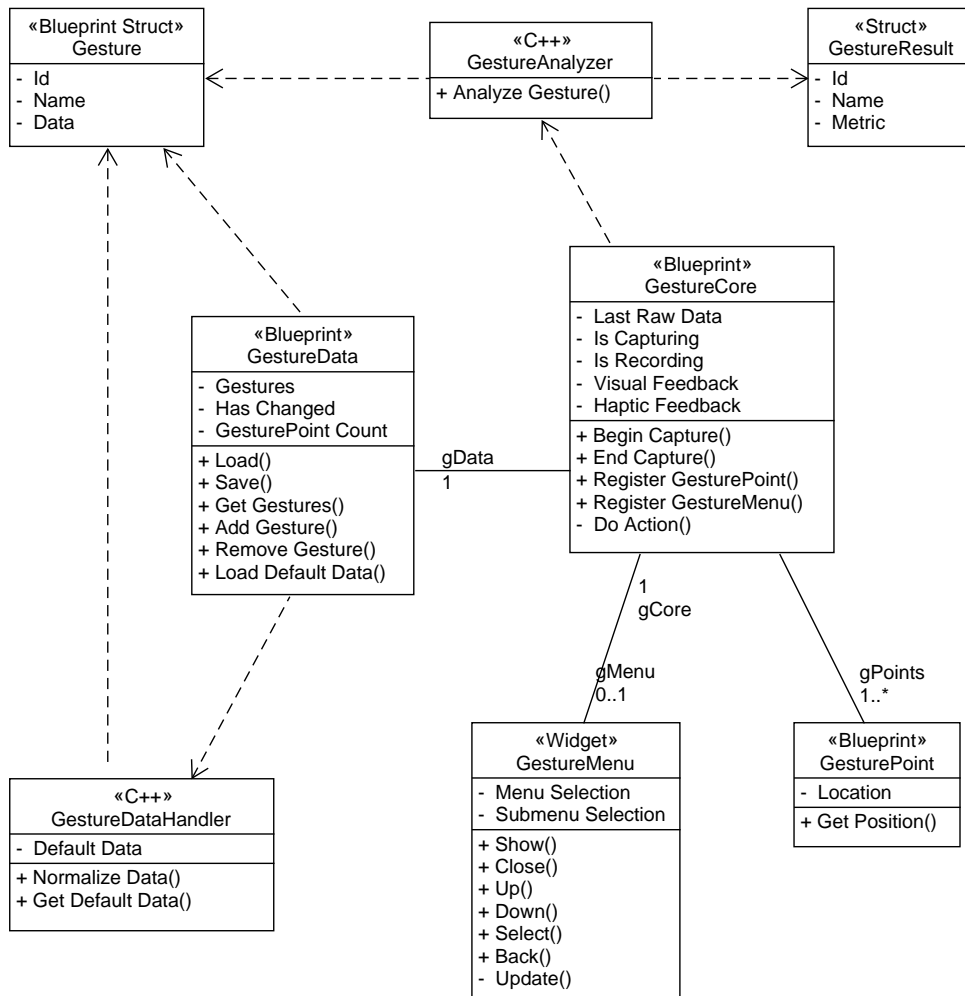 «Blueprint Struct»
Gesture
- Id
- Name
- Data
«C++»
GestureAnalyzer
+ Analyze Gesture()
«Struct»
GestureResult
- Id
- Name
- Metric
«Blueprint»
GestureCore
- Last Raw Data
- Is Capturing
- Is Recording
- Visual Feedback
- Haptic Feedback
+ Begin Capture()
+ End Capture()
+ Register GesturePoint()
+ Register GestureMenu()
- Do Action()
«Blueprint»
GestureData
- Gestures
- Has Changed
- GesturePoint Count
+ Load()
+ Save()
+ Get Gestures()
+ Add Gesture()
+ Remove Gesture()
+ Load Default Data()
gData
1
1
gCore
gMenu
0..1
gPoints
1..*
«C++»
GestureDataHandler
- Default Data
+ Normalize Data()
+ Get Default Data()
«Widget»
GestureMenu
- Menu Selection
- Submenu Selection
+ Show()
+ Close()
+ Up()
+ Down()
+ Select()
+ Back()
- Update()
«Blueprint»
GesturePoint
- Location
+ Get Position()